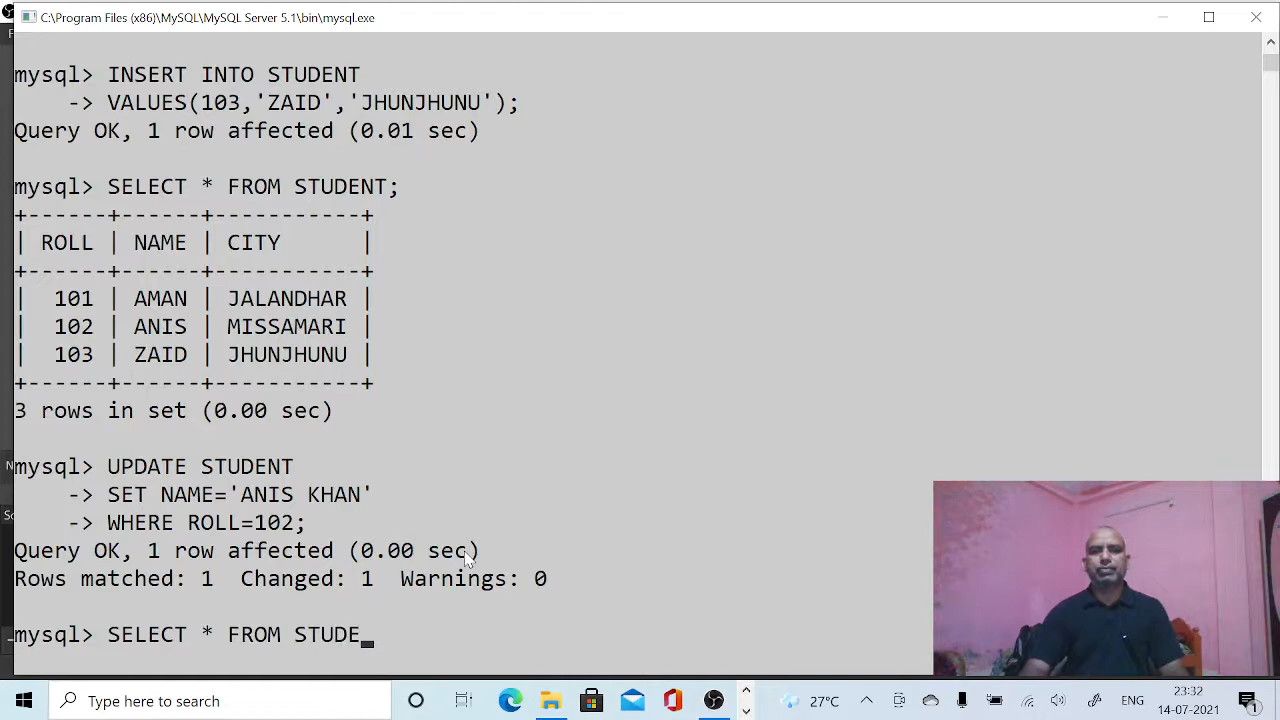 C:\Program Files (x86)\MySQL\MySQL Server 5.1\bin\mysql.exe
mysql> INSERT INTO STUDENT
    -> VALUES(103,'ZAID','JHUNJHUNU');
Query OK, 1 row affected (0.01 sec)
mysql> SELECT * FROM STUDENT;
+------+------+-----------+
| ROLL | NAME | CITY      |
+------+------+-----------+
|  101 | AMAN | JALANDHAR |
|  102 | ANIS | MISSAMARI |
|  103 | ZAID | JHUNJHUNU |
+------+------+-----------+
3 rows in set (0.00 sec)
mysql> UPDATE STUDENT
    -> SET NAME='ANIS KHAN'
    -> WHERE ROLL=102;
Query OK, 1 row affected (0.00 sec)
Rows matched: 1  Changed: 1  Warnings: 0
mysql> SELECT * FROM STUDE_
Type here to search
27°C
ENG
23:32
14-07-2021
1